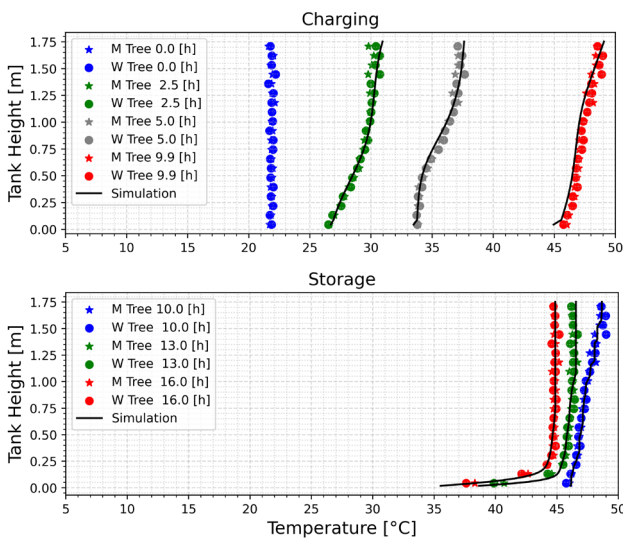 Charging
Tank Height [m]
1.75
1.50
1.25
1.00
0.75
0.50
0.25
0.00
M Tree 0.0 [h]
W Tree 0.0 [h]
M Tree 2.5 [h]
W Tree 2.5 [h]
M Tree 5.0 [h]
W Tree 5.0 [h]
M Tree 9.9 [h]
W Tree 9.9 [h]
Simulation
5 10 15 20 25 30 35 40 45 50
Storage
Tank Height [m]
1.75
1.50
1.25
1.00
0.75
0.50
0.25
0.00
M Tree 10.0 [h]
W Tree 10.0 [h]
M Tree 13.0 [h]
W Tree 13.0 [h]
M Tree 16.0 [h]
W Tree 16.0 [h]
Simulation
5 10 15 20 25 30 35 40 45 50
Temperature [°C]